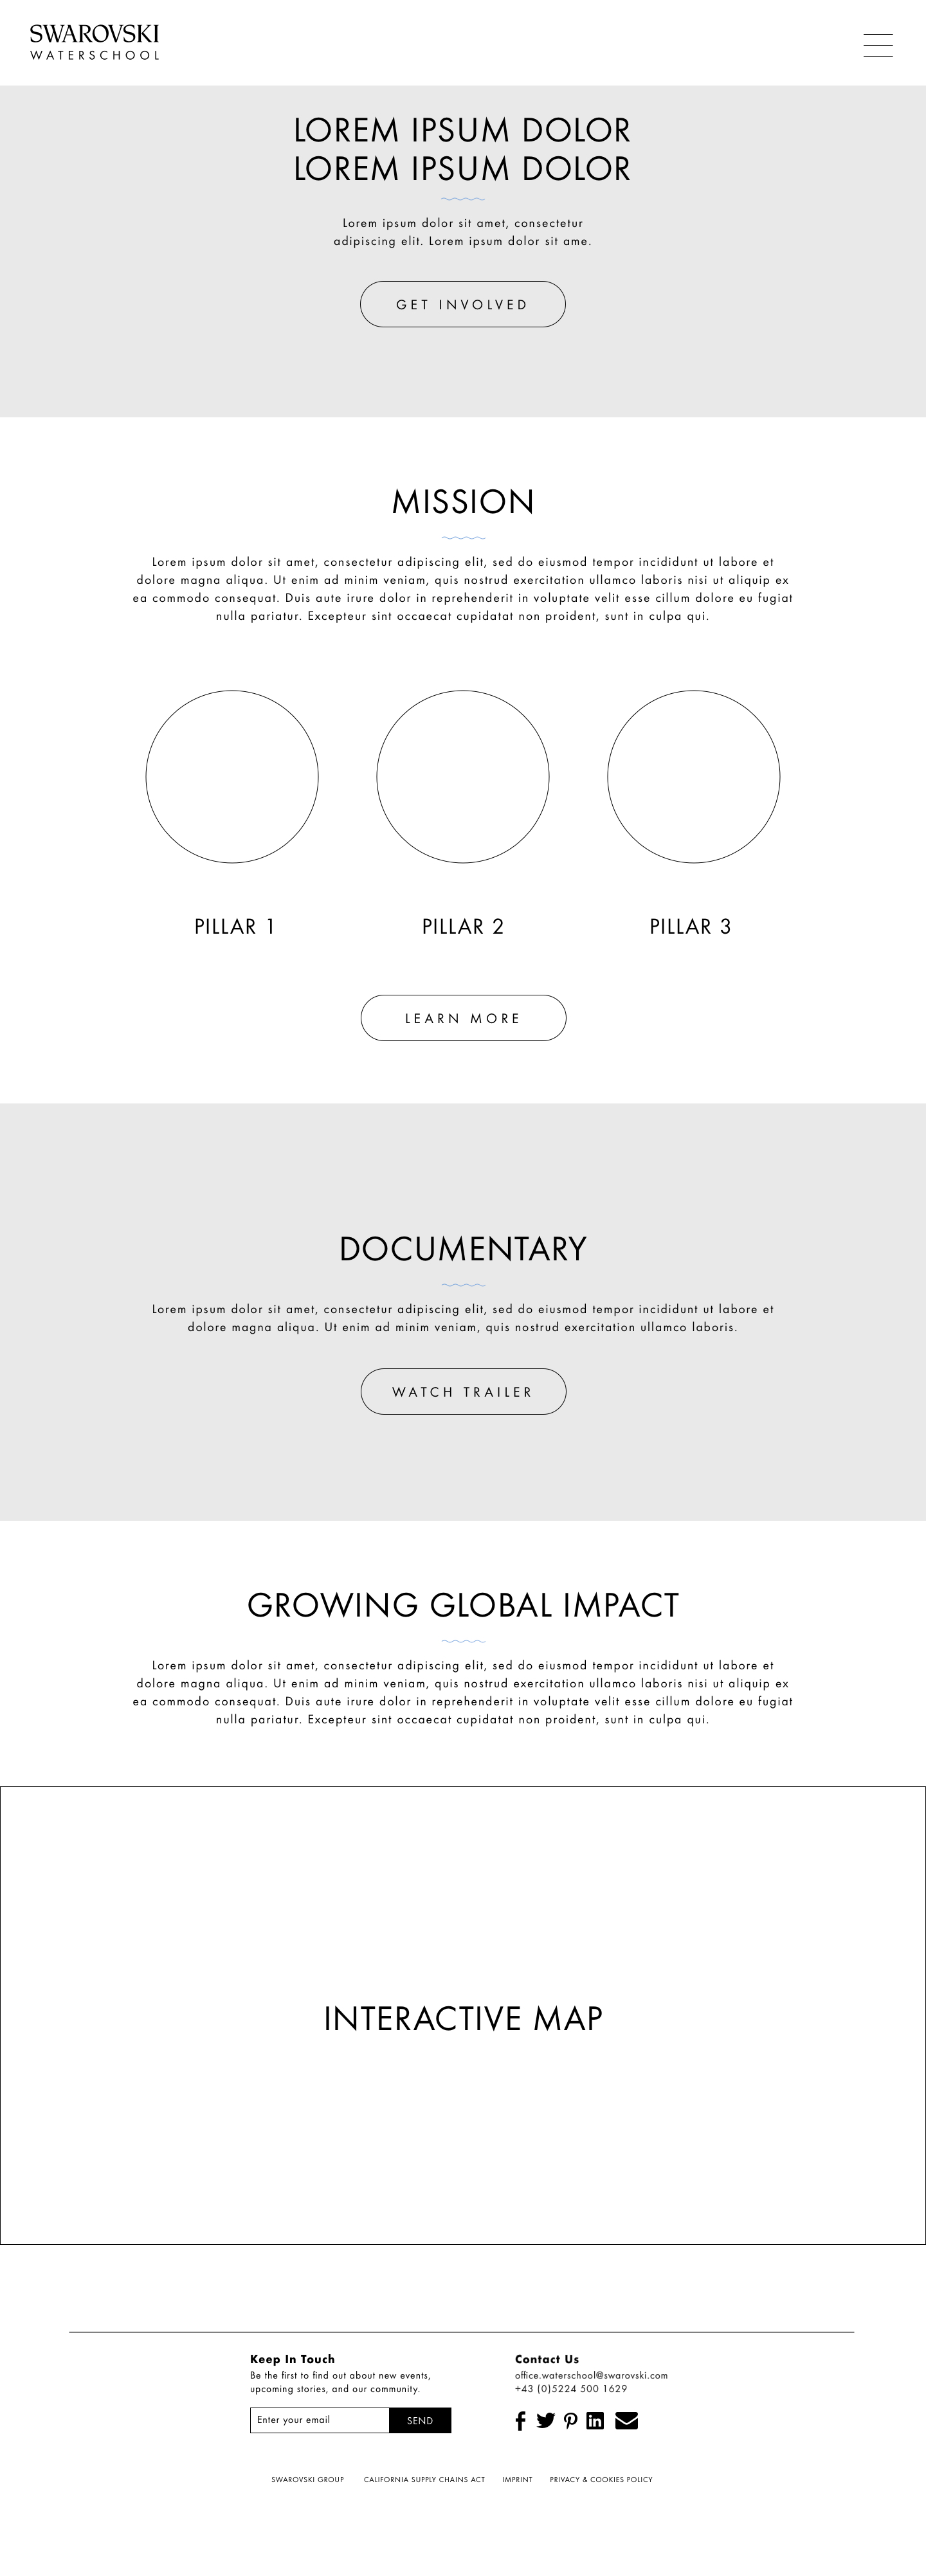 SWAROVSKI
WATERSCHOOL
LOREM IPSUM DOLOR
LOREM IPSUM DOLOR
Lorem ipsum dolor sit amet, consectetur
adipiscing elit. Lorem ipsum dolor sit ame.
GET INVOLVED
MISSION
Lorem ipsum dolor sit amet, consectetur adipiscing elit, sed do eiusmod tempor incididunt ut labore et
dolore magna aliqua. Ut enim ad minim veniam, quis nostrud exercitation ullamco laboris nisi ut aliquip ex
ea commodo consequat. Duis aute irure dolor in reprehenderit in voluptate velit esse cillum dolore eu fugiat
nulla pariatur. Excepteur sint occaecat cupidatat non proident, sunt in culpa qui.
PILLAR 1
PILLAR 2
PILLAR 3
LEARN MORE
DOCUMENTARY
Lorem ipsum dolor sit amet, consectetur adipiscing elit, sed do eiusmod tempor incididunt ut labore et
dolore magna aliqua. Ut enim ad minim veniam, quis nostrud exercitation ullamco laboris.
WATCH TRAILER
GROWING GLOBAL IMPACT
Lorem ipsum dolor sit amet, consectetur adipiscing elit, sed do eiusmod tempor incididunt ut labore et
dolore magna aliqua. Ut enim ad minim veniam, quis nostrud exercitation ullamco laboris nisi ut aliquip ex
ea commodo consequat. Duis aute irure dolor in reprehenderit in voluptate velit esse cillum dolore eu fugiat
nulla pariatur. Excepteur sint occaecat cupidatat non proident, sunt in culpa qui.
INTERACTIVE MAP
Keep In Touch
Be the first to find out about new events,
upcoming stories, and our community.
Enter your email
SEND
Contact Us
office.waterschool@swarovski.com
+43 (0)5224 500 1629
SWAROVSKI GROUP
CALIFORNIA SUPPLY CHAINS ACT
IMPRINT
PRIVACY & COOKIES POLICY